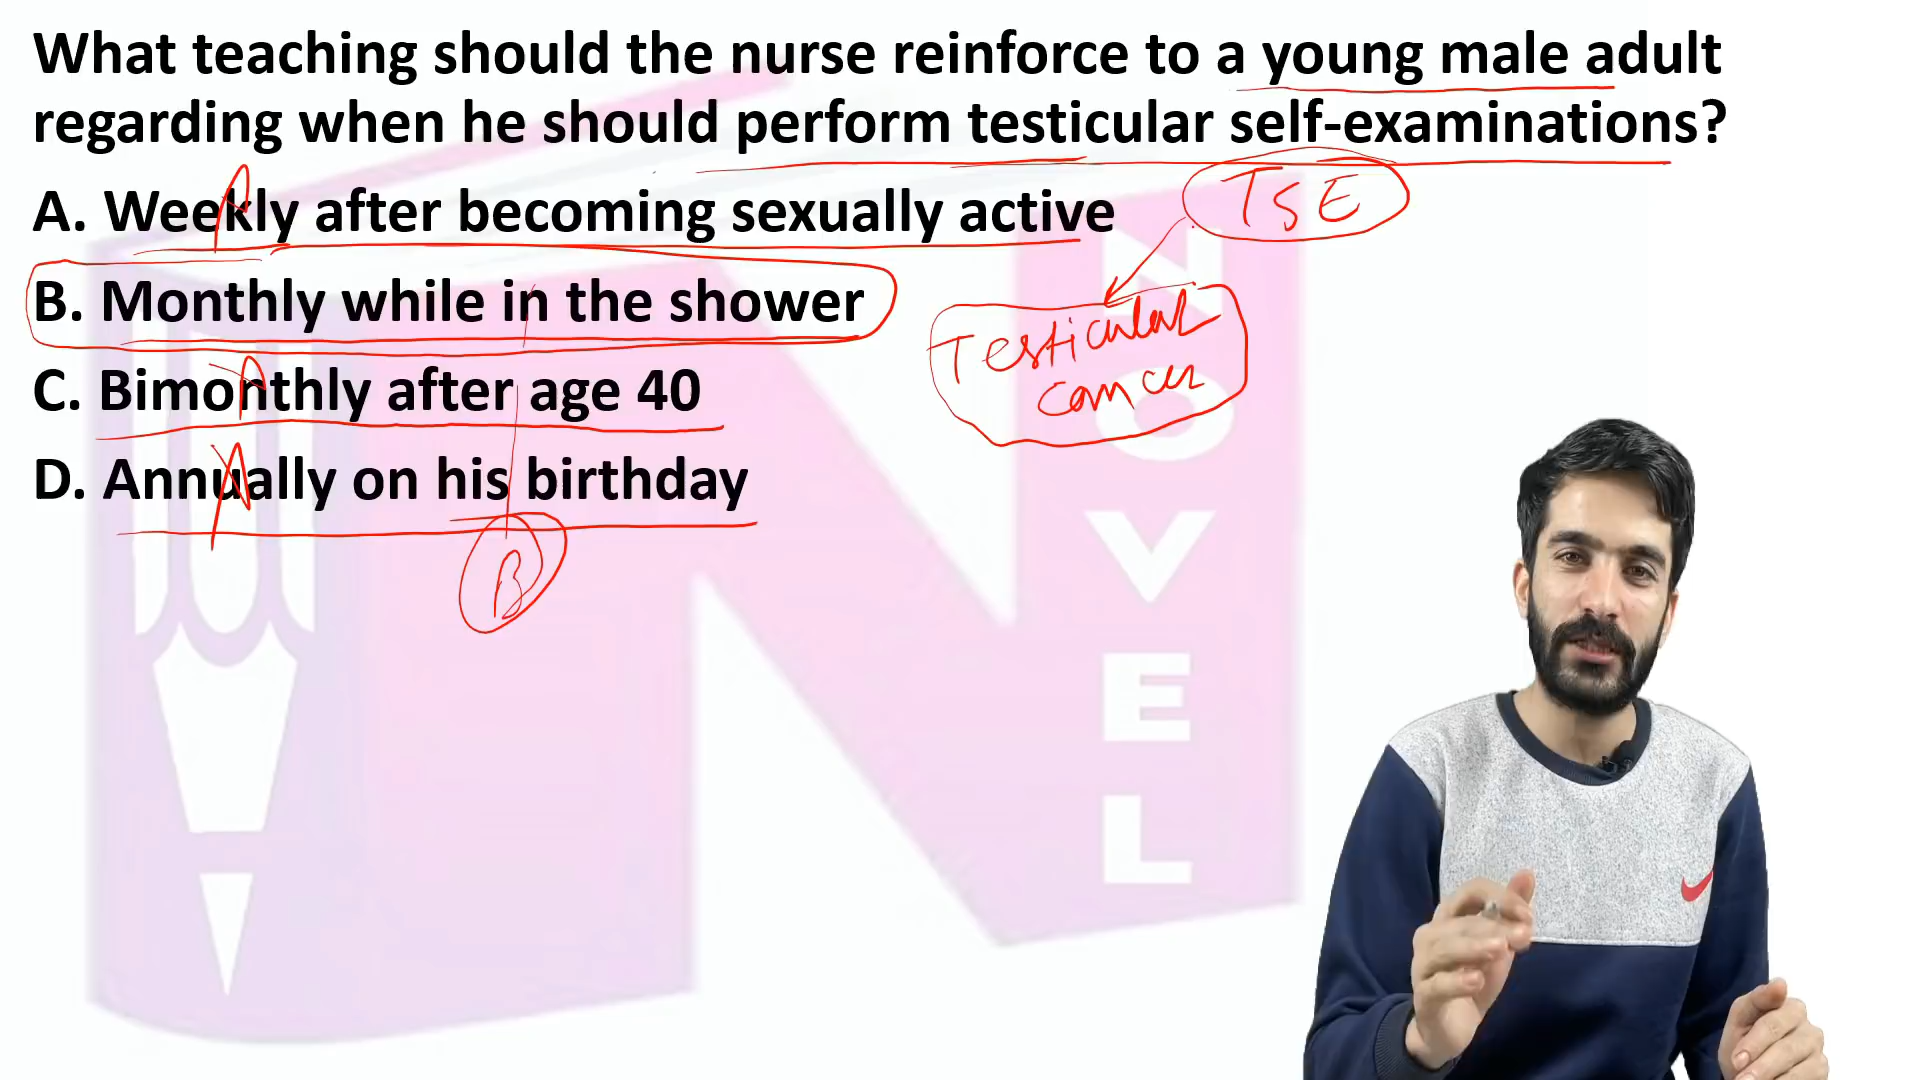 What teaching should the nurse reinforce to a young male adult
regarding when he should perform testicular self-examinations?
A. Weekly after becoming sexually active
TSE
B. Monthly while in the shower
Testicular
cancer
C. Bimonthly after age 40
D. Annually on his birthday
B
NOVEL